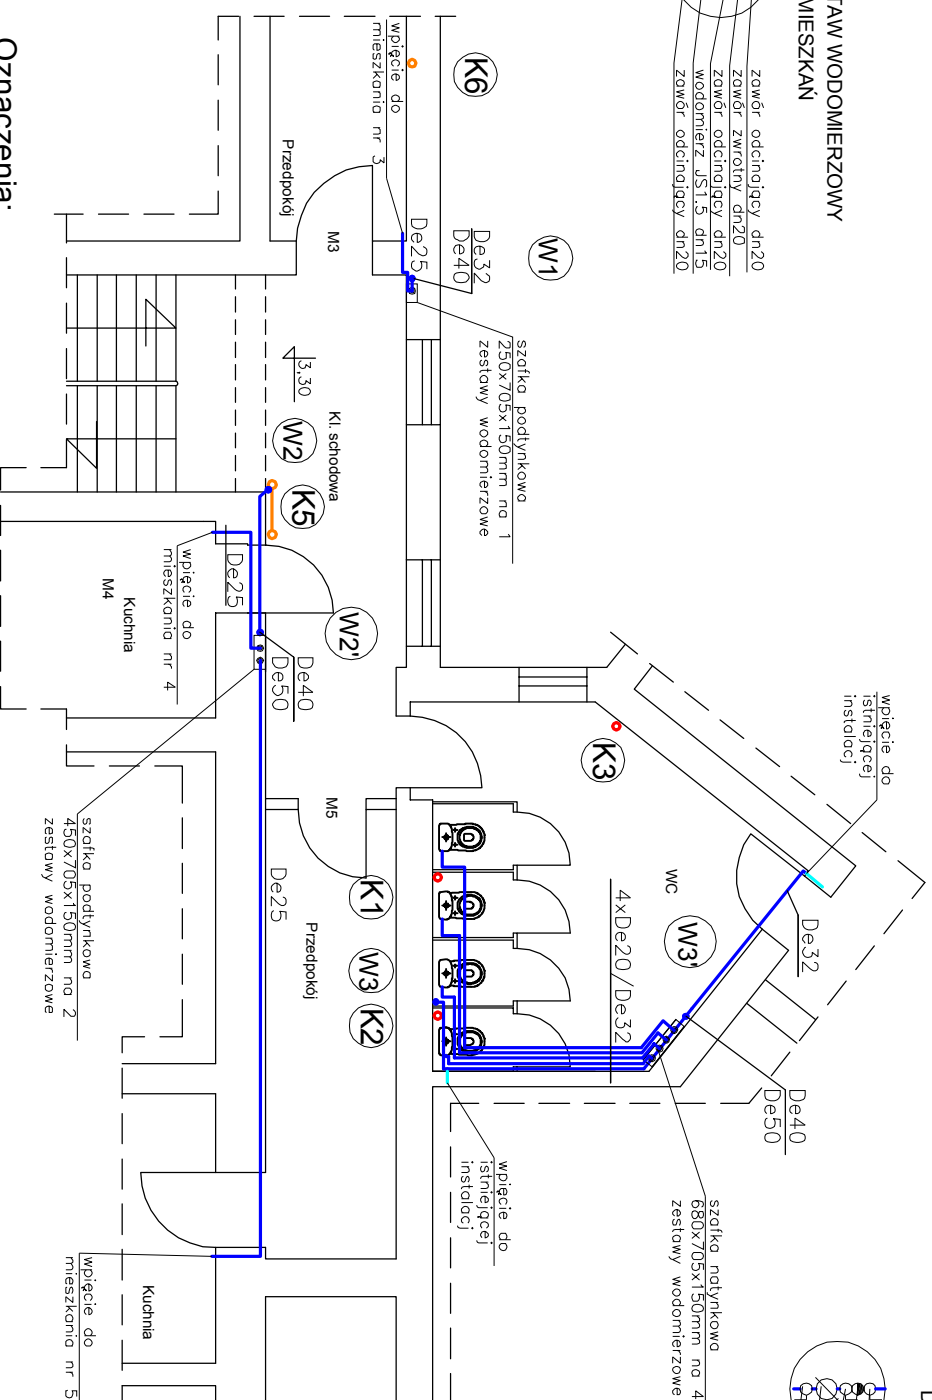 TAW WODOMIERZOWY
MIESZKAŃ
zawór odcinający dn20
zawór zwrotny dn20
zawór odcinający dn20
wodomierz JS1.5 dn15
zawór odcinający dn20
K6
W1
wpięcie do
mieszkania nr 3
Przedpokój
M3
De25
De32
De40
szafka podtynkowa
250x705x150mm na 1
zestawy wodomierzowe
3,30
Kl. schodowa
W2
K5
W2'
De25
wpięcie do
mieszkania nr 4
M4
Kuchnia
De40
De50
szafka podtynkowa
450x705x150mm na 2
zestawy wodomierzowe
M5
De25
Przedpokój
K1
W3
K2
K3
WC
W3'
4xDe20/De32
wpięcie do
istniejącej
instalacj
De32
De40
De50
wpięcie do
istniejącej
instalacj
szafka natynkowa
680x705x150mm na 4
zestawy wodomierzowe
Kuchnia
wpięcie do
mieszkania nr 5
Oznaczenia: